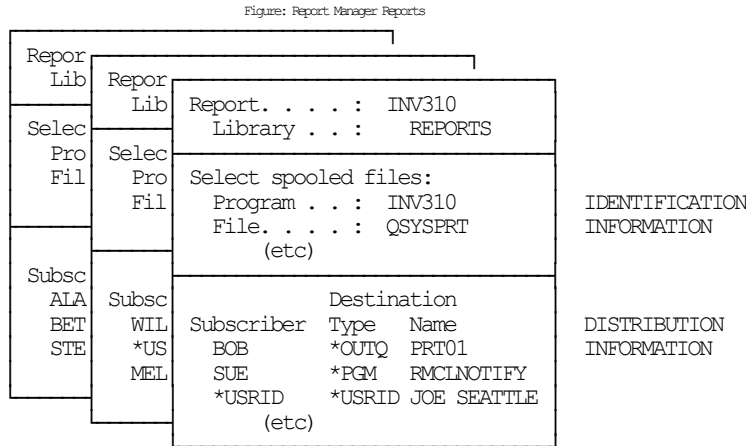 Figure: Report Manager Reports
Repor
Lib
Selec
Pro
Fil
Subsc
ALA
BET
STE
Repor
Lib
Selec
Pro
Fil
Subsc
WIL
*US
MEL
Report. . . . : INV310
Library . . : REPORTS
Select spooled files:
Program . . : INV310
File. . . . : QSYSPRT
(etc)
IDENTIFICATION
INFORMATION
Destination
Subscriber Type Name
BOB *OUTQ PRT01
SUE *PGM RMCLNOTIFY
*USRID *USRID JOE SEATTLE
(etc)
DISTRIBUTION
INFORMATION